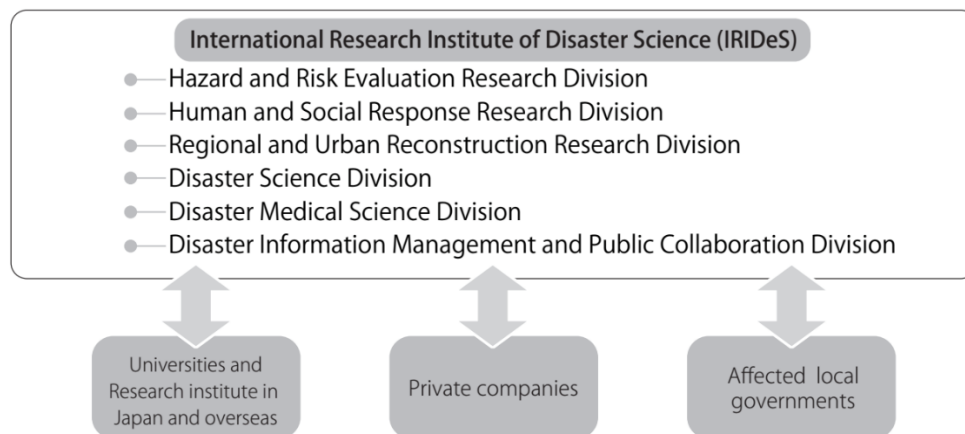 International Research Institute of Disaster Science (IRIDeS)
Hazard and Risk Evaluation Research Division
Human and Social Response Research Division
Regional and Urban Reconstruction Research Division
Disaster Science Division
Disaster Medical Science Division
Disaster Information Management and Public Collaboration Division
Universities and
Research institute in
Japan and overseas
Private companies
Affected local
governments